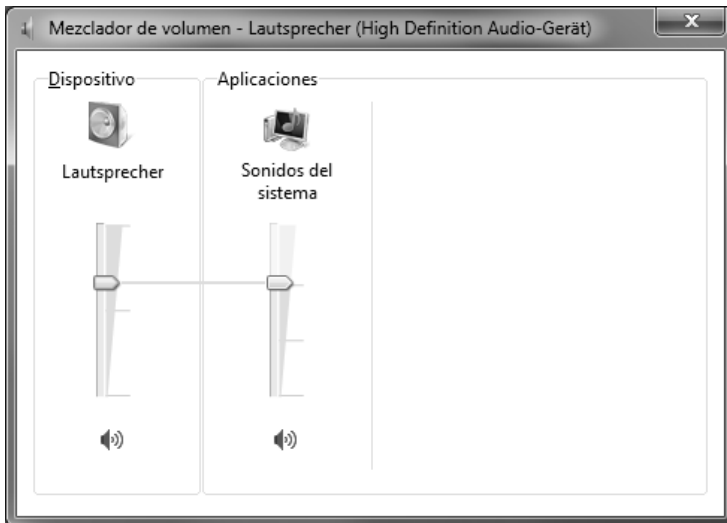 Mezclador de volumen - Lautsprecher (High Definition Audio-Gerät)
Dispositivo
Aplicaciones
Lautsprecher
Sonidos del
sistema